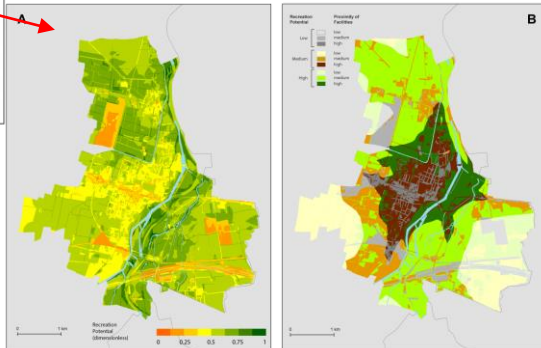 A
0 1 km
Recreation
Potential
(dimensionless)
0 0,25 0,5 0,75 1
B
Recreation Potential
Proximity of Facilities
Low
low
medium
high
Medium
low
medium
high
High
low
medium
high
0 1 km